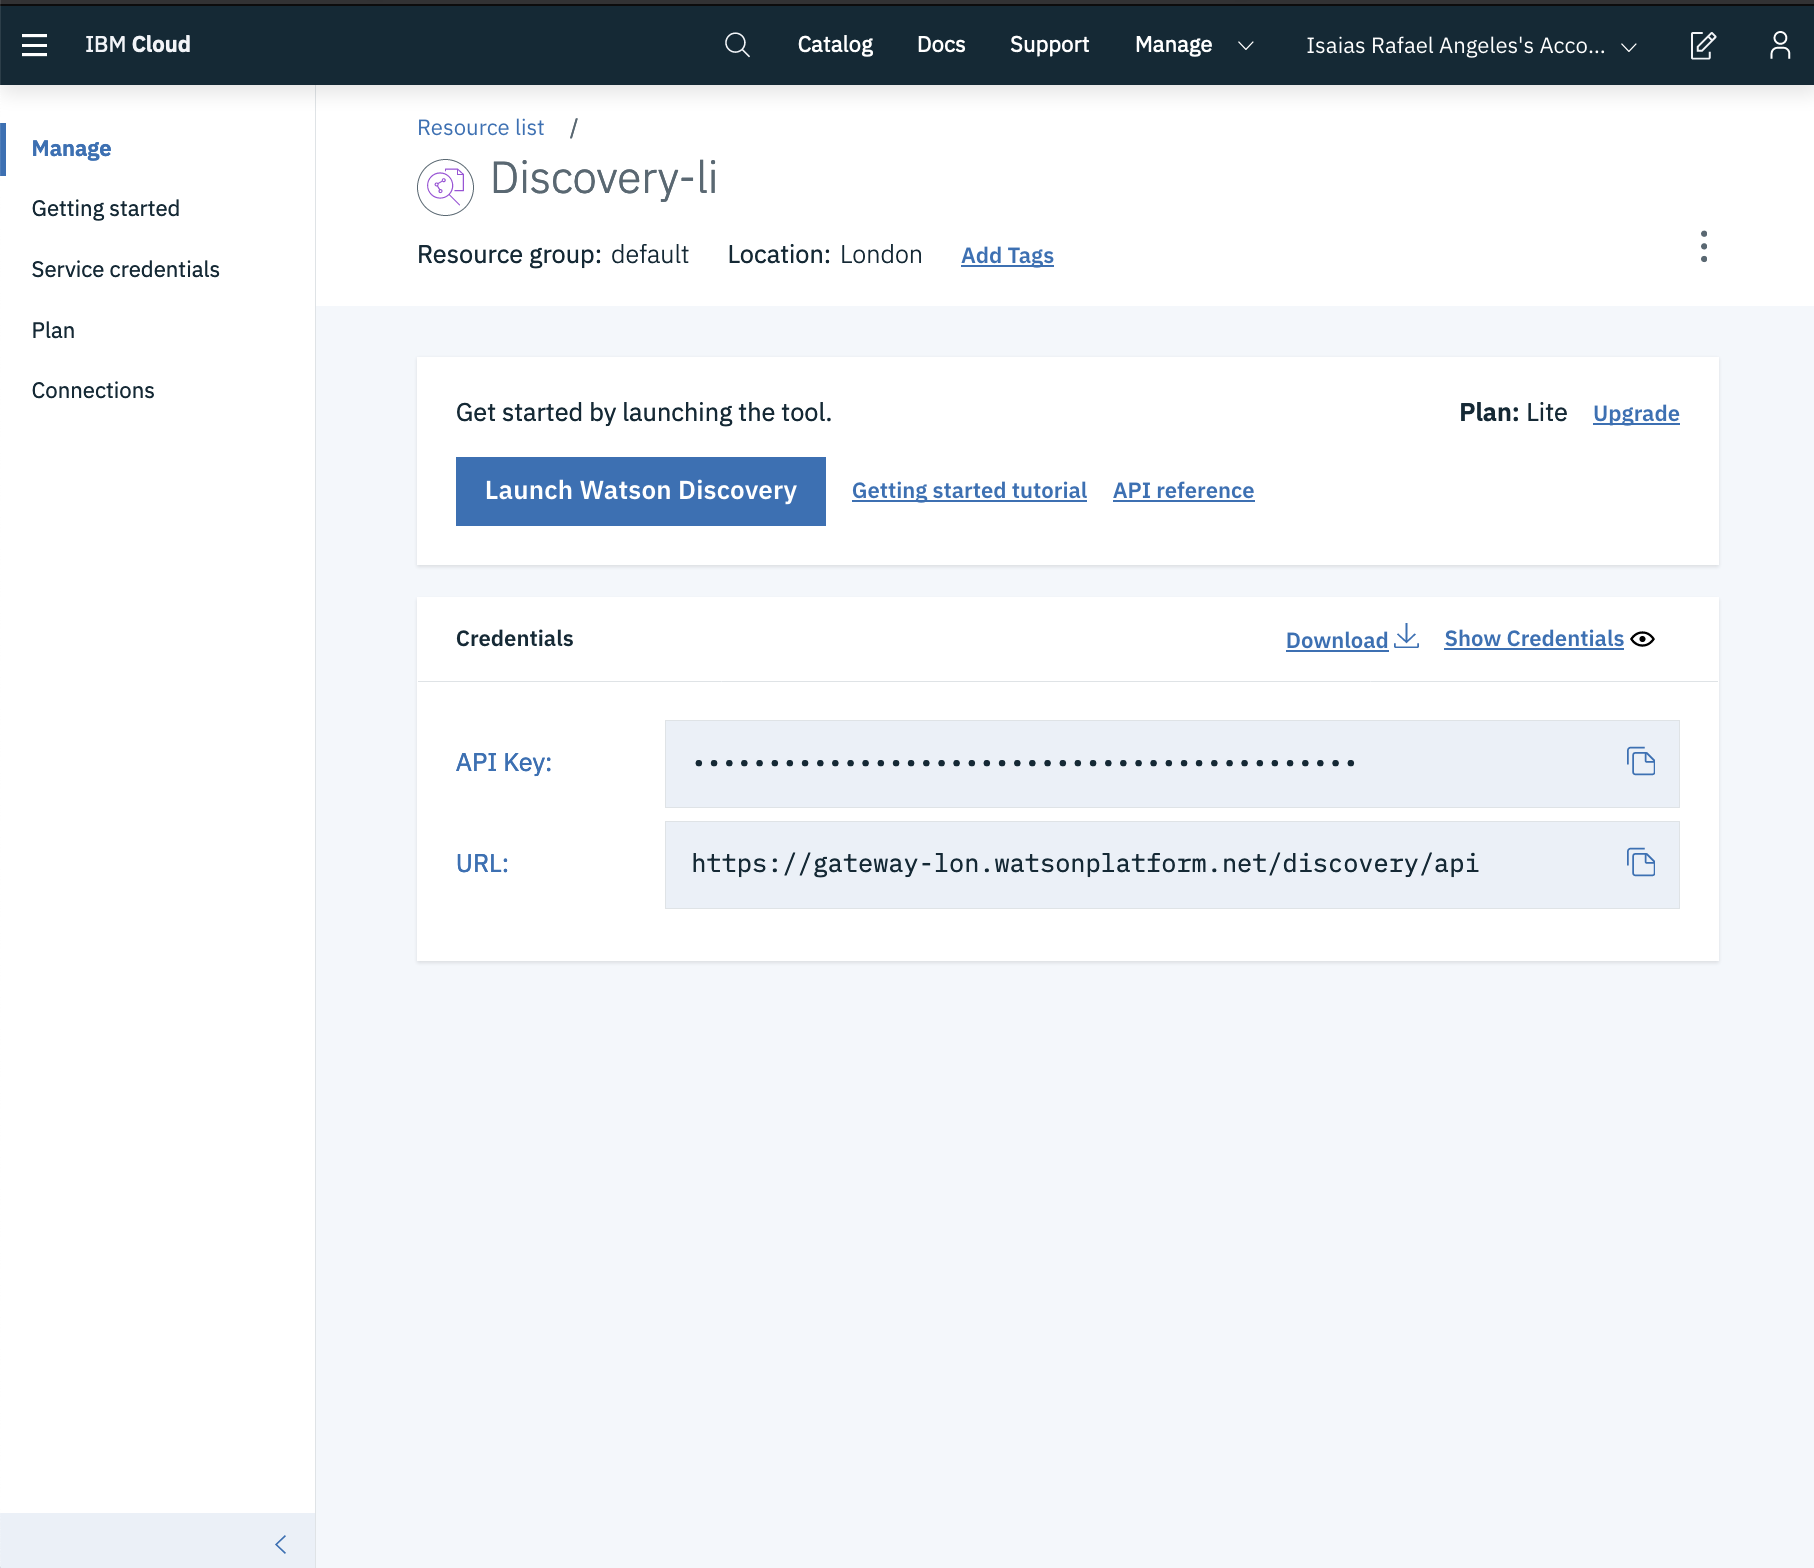 IBM Cloud
Catalog Docs Support Manage Isaias Rafael Angeles's Acco...
Manage
Getting started
Service credentials
Plan
Connections
Resource list /
Discovery-li
Resource group: default Location: London Add Tags
Get started by launching the tool.
Plan: Lite Upgrade
Launch Watson Discovery Getting started tutorial API reference
Credentials Download Show Credentials
API Key: ••••••••••••••••••••••••••••••••••••••••••••
URL: https://gateway-lon.watsonplatform.net/discovery/api